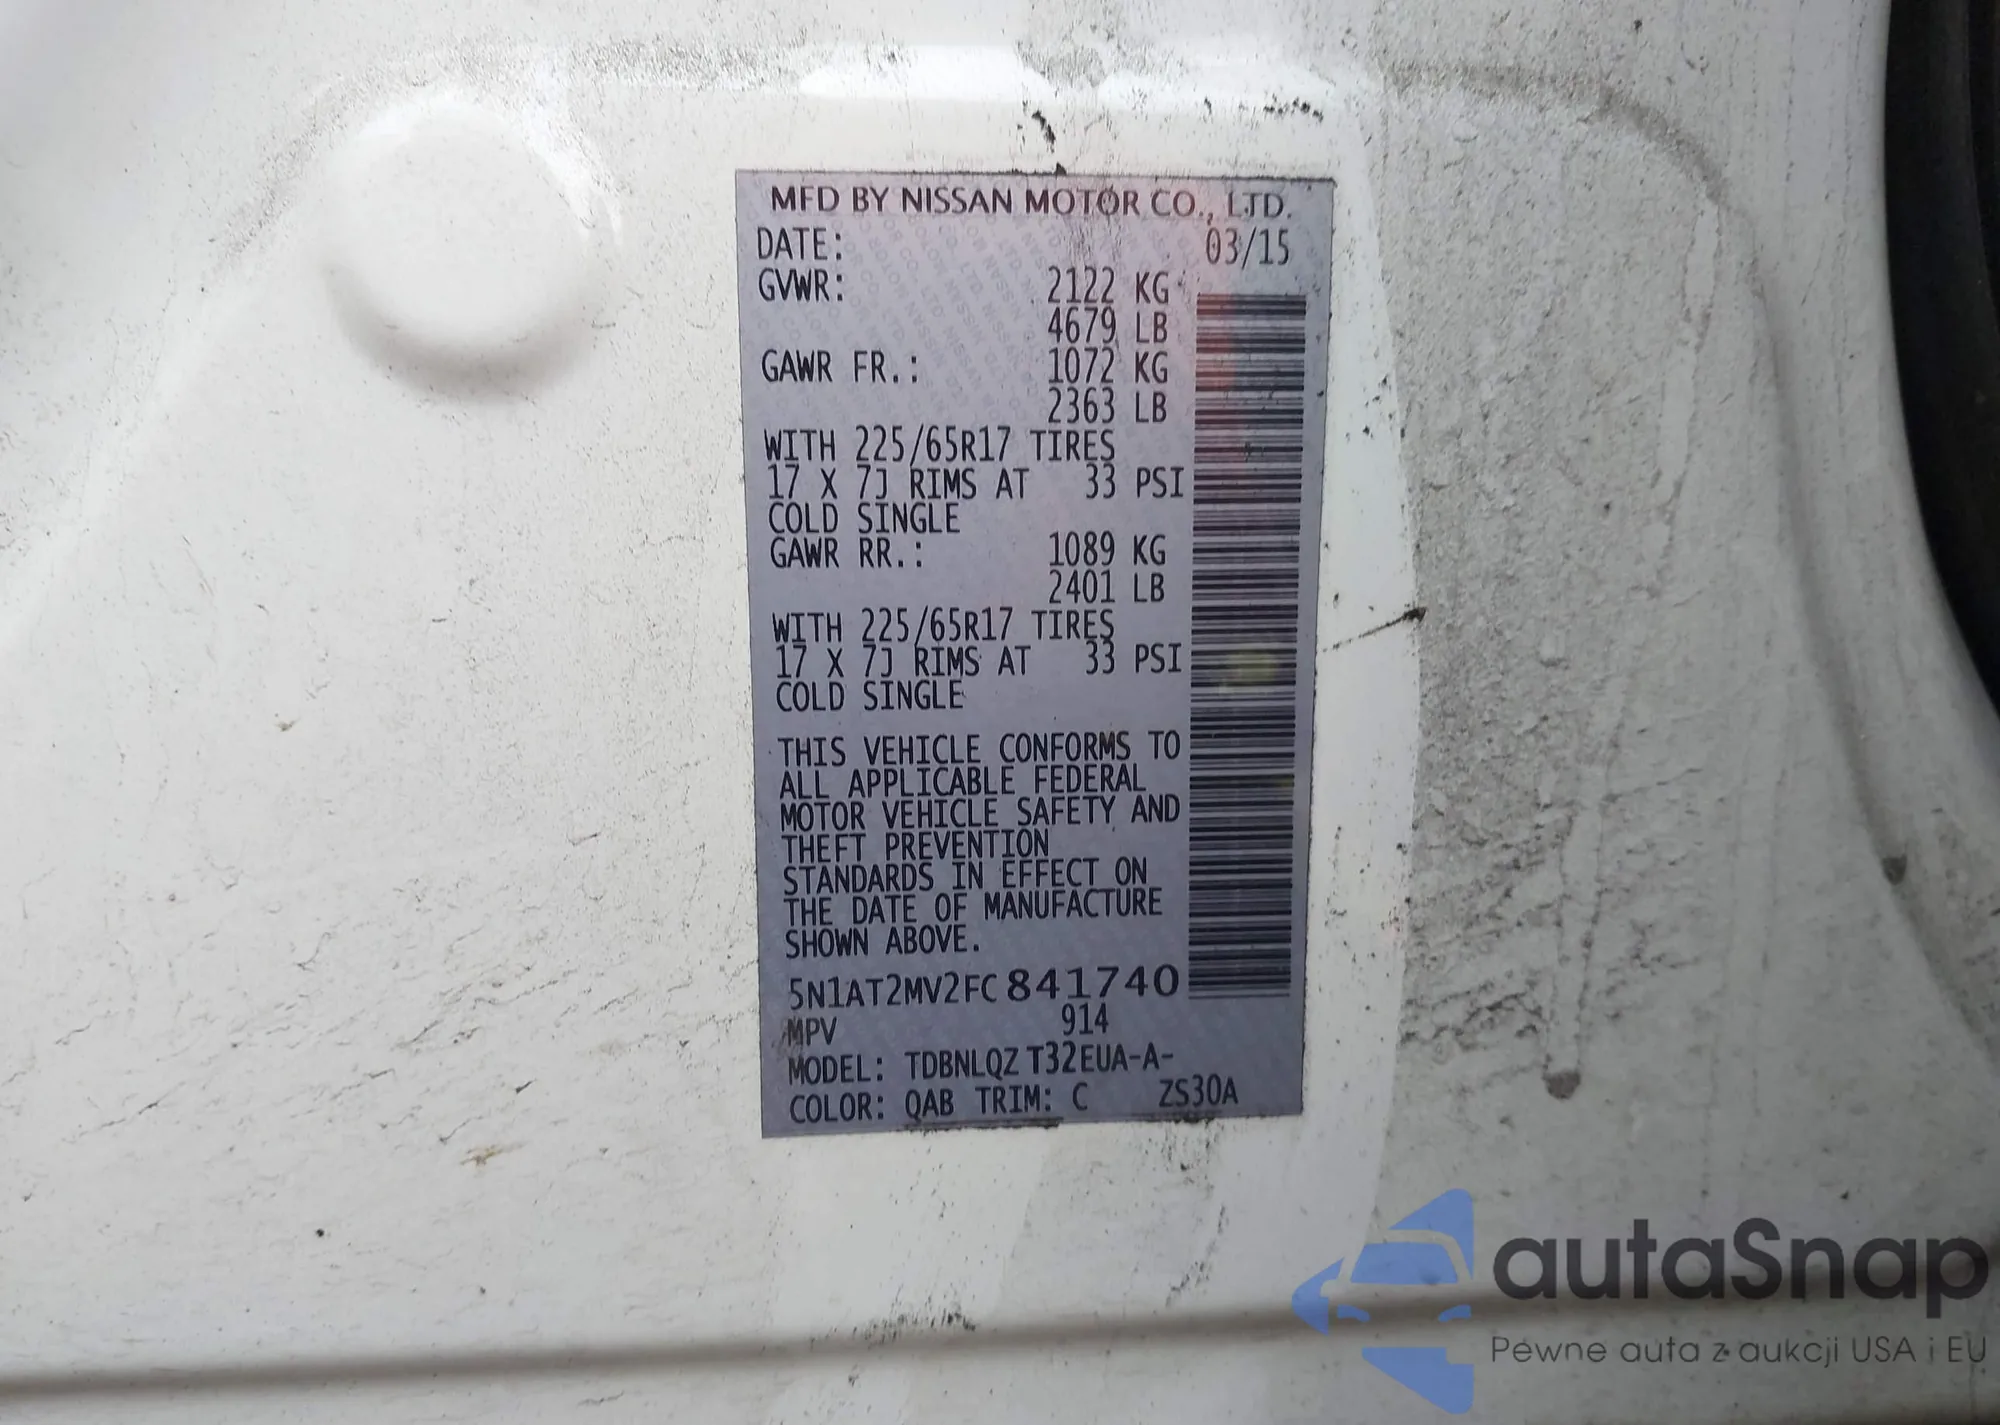 MFD BY NISSAN MOTOR CO., LTD.
DATE: 03/15
GVWR: 2122 KG
4679 LB
GAWR FR.: 1072 KG
2363 LB
WITH 225/65R17 TIRES
17 X 7J RIMS AT 33 PSI
COLD SINGLE
GAWR RR.: 1089 KG
2401 LB
WITH 225/65R17 TIRES
17 X 7J RIMS AT 33 PSI
COLD SINGLE
THIS VEHICLE CONFORMS TO
ALL APPLICABLE FEDERAL
MOTOR VEHICLE SAFETY AND
THEFT PREVENTION
STANDARDS IN EFFECT ON
THE DATE OF MANUFACTURE
SHOWN ABOVE.
5N1AT2MV2FC841740
MPV 914
MODEL: TDBNLQZ T32EUA-A-
COLOR: QAB TRIM: C ZS30A
autaSnap
Pewne auta z aukcji USA i EU